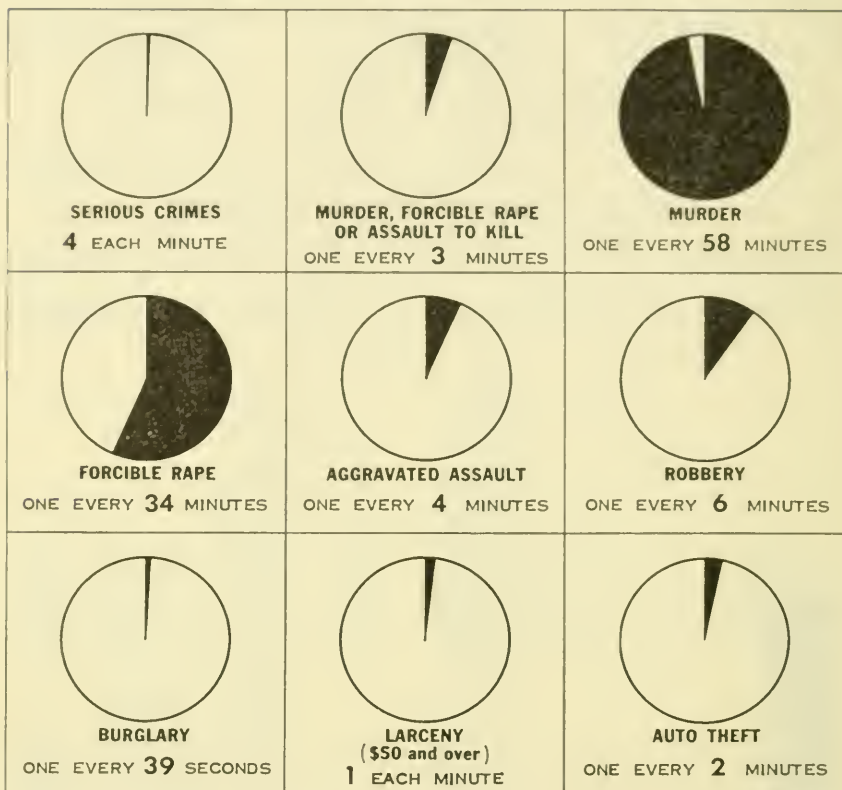 SERIOUS CRIMES
4 EACH MINUTE
MURDER, FORCIBLE RAPE
OR ASSAULT TO KILL
ONE EVERY 3 MINUTES
MURDER
ONE EVERY 58 MINUTES
FORCIBLE RAPE
ONE EVERY 34 MINUTES
AGGRAVATED ASSAULT
ONE EVERY 4 MINUTES
ROBBERY
ONE EVERY 6 MINUTES
BURGLARY
ONE EVERY 39 SECONDS
LARCENY
($50 and over)
1 EACH MINUTE
AUTO THEFT
ONE EVERY 2 MINUTES